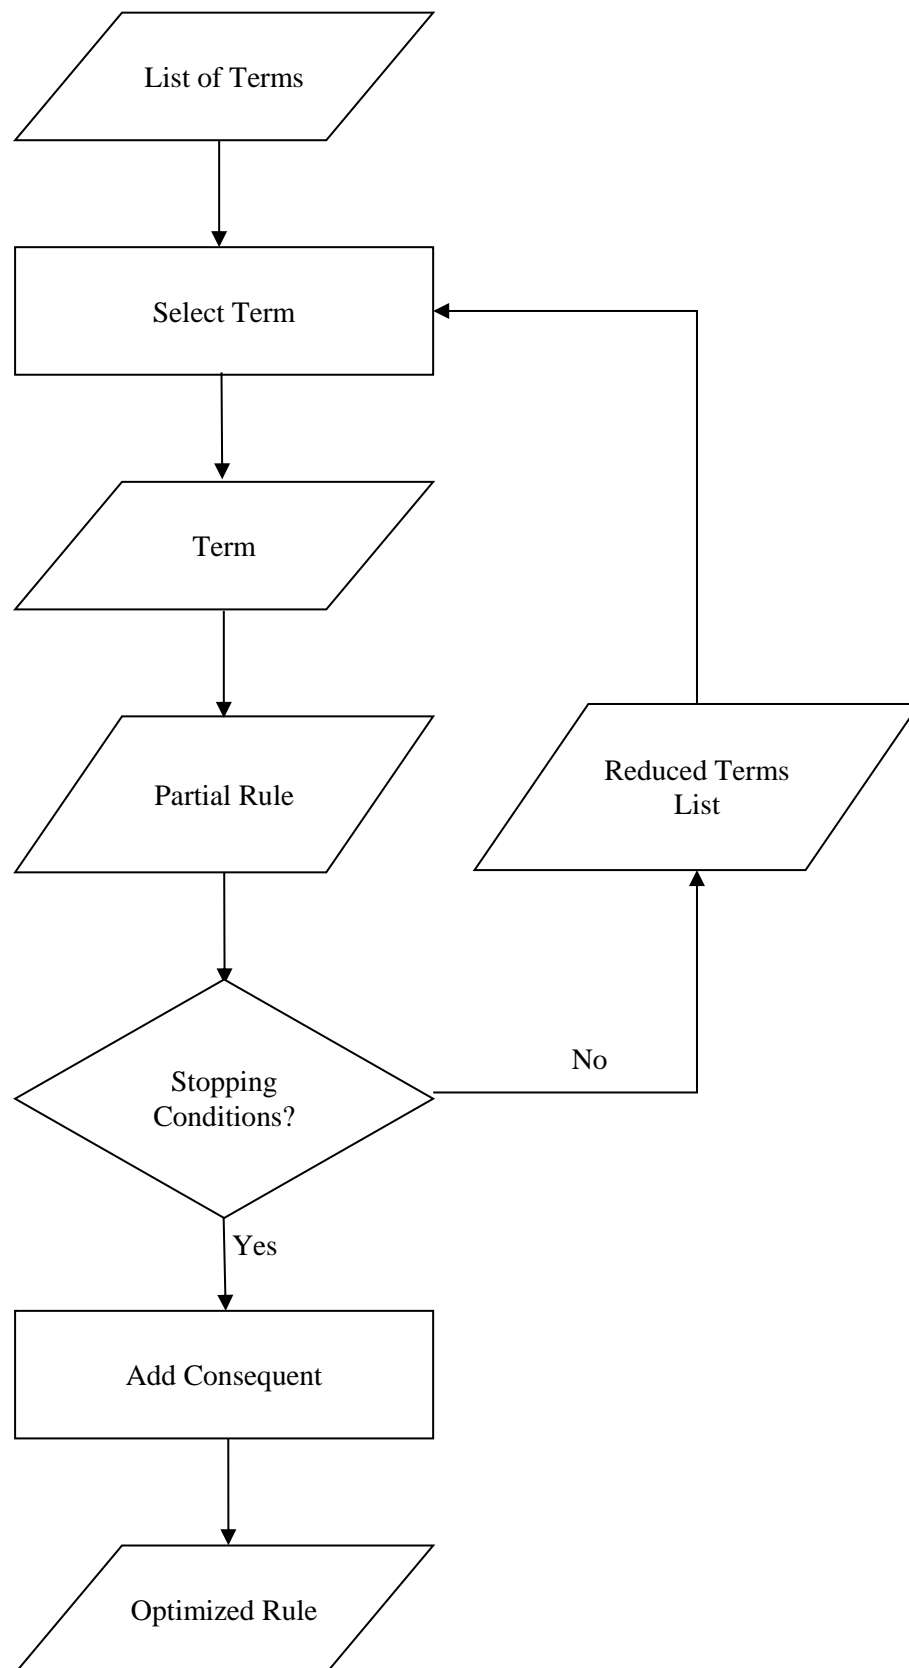 List of Terms
Select Term
Term
Partial Rule
Reduced Terms
List
Stopping
Conditions?
No
Yes
Add Consequent
Optimized Rule